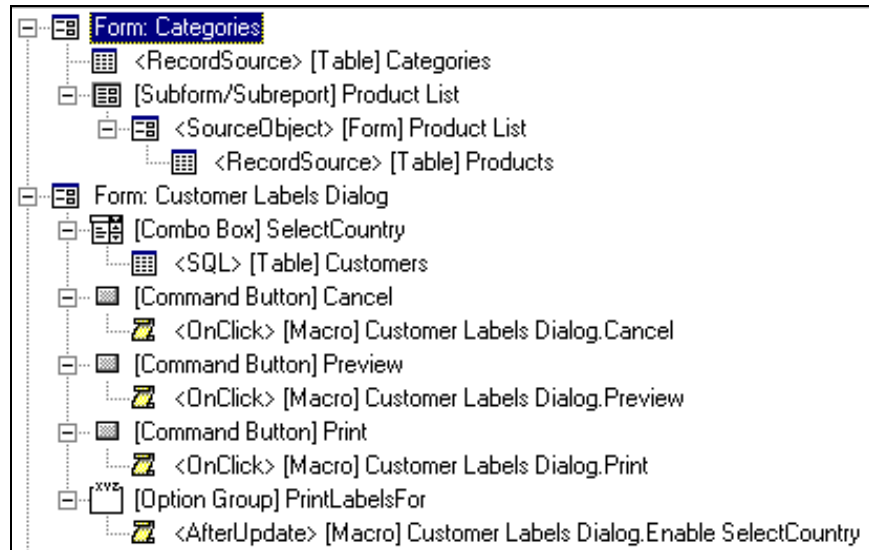 Form: Categories
<RecordSource> [Table] Categories
[Subform/Subreport] Product List
<SourceObject> [Form] Product List
<RecordSource> [Table] Products
Form: Customer Labels Dialog
[Combo Box] SelectCountry
<SQL> [Table] Customers
[Command Button] Cancel
<OnClick> [Macro] Customer Labels Dialog.Cancel
[Command Button] Preview
<OnClick> [Macro] Customer Labels Dialog.Preview
[Command Button] Print
<OnClick> [Macro] Customer Labels Dialog.Print
xyz [Option Group] PrintLabelsFor
<AfterUpdate> [Macro] Customer Labels Dialog.Enable SelectCountry